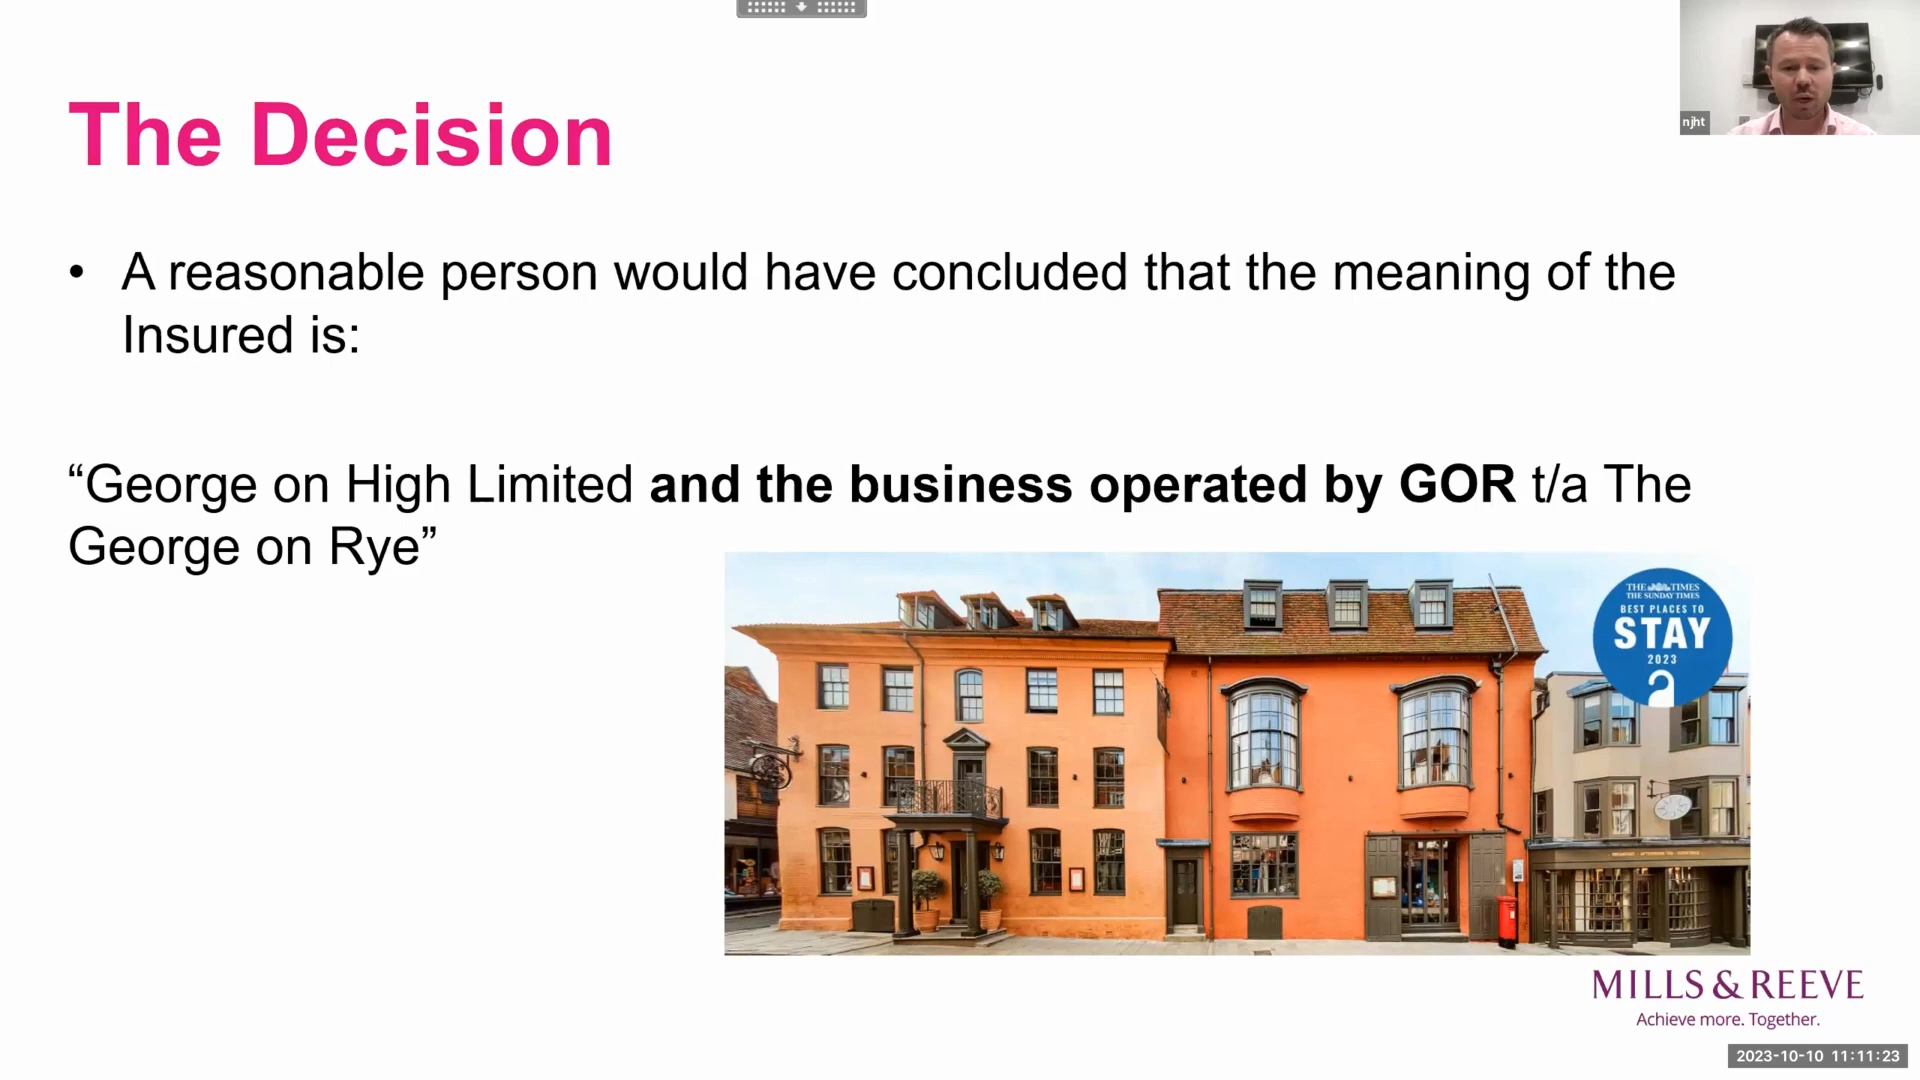 njht
The Decision
• A reasonable person would have concluded that the meaning of the
Insured is:
“George on High Limited and the business operated by GOR t/a The
George on Rye”
THE TIMES
THE SUNDAY TIMES
BEST PLACES TO
STAY
2023
MILLS & REEVE
Achieve more. Together.
2023-10-10 11:11:23